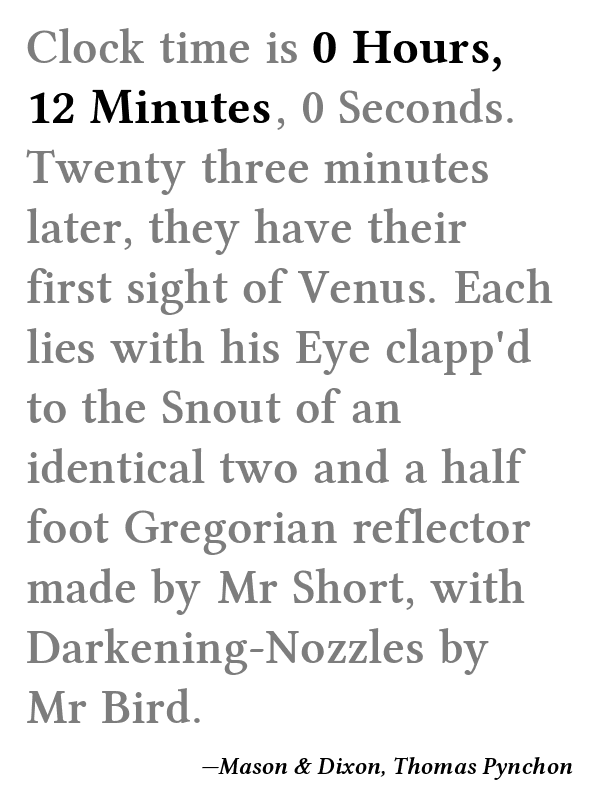 Clock time is 0 Hours,
12 Minutes, 0 Seconds.
Twenty three minutes
later, they have their
first sight of Venus. Each
lies with his Eye clapp'd
to the Snout of an
identical two and a half
foot Gregorian reflector
made by Mr Short, with
Darkening-Nozzles by
Mr Bird.
—Mason & Dixon, Thomas Pynchon